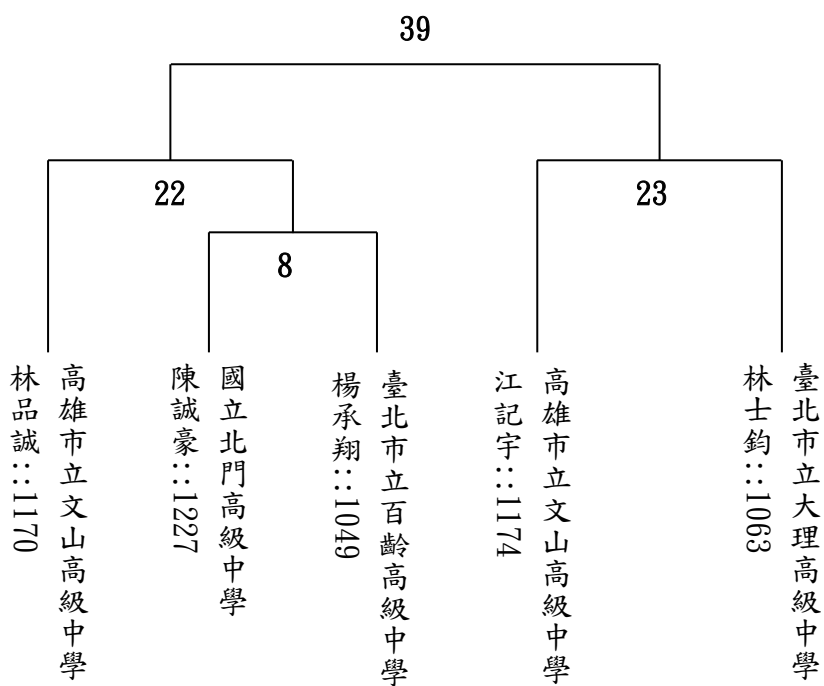 39
22
23
8
高雄市立文山高級中學
林品誠::1170
國立北門高級中學
陳誠豪::1227
臺北市立百齡高級中學
楊承翔::1049
高雄市立文山高級中學
江記宇::1174
臺北市立大理高級中學
林士鈞::1063